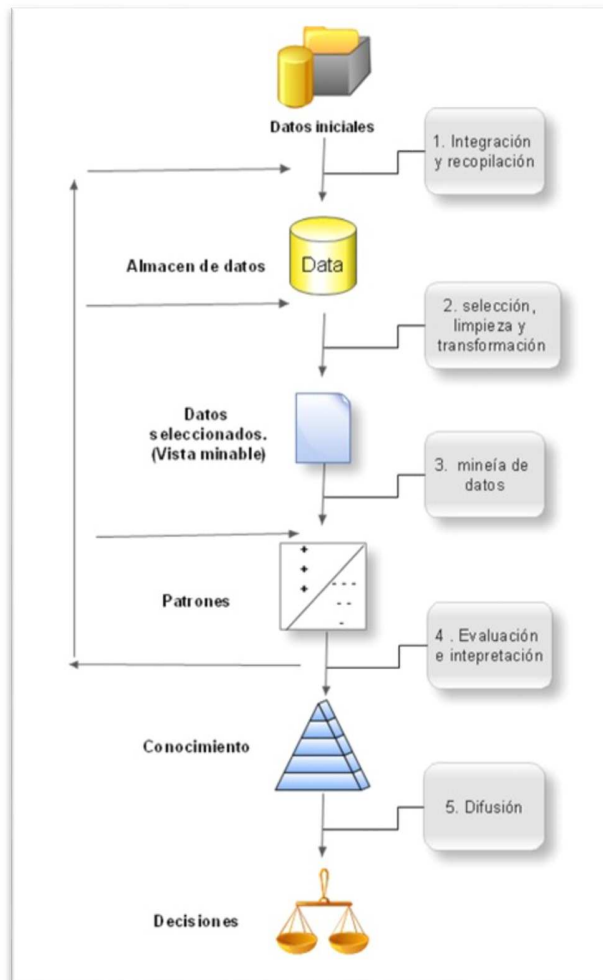 Datos iniciales
1. Integración
y recopilación
Almacen de datos
Data
2. selección,
limpieza y
transformación
Datos
seleccionados.
(Vista minable)
3. mineía de
datos
Patrones
4 . Evaluación
e intepretación
Conocimiento
5. Difusión
Decisiones